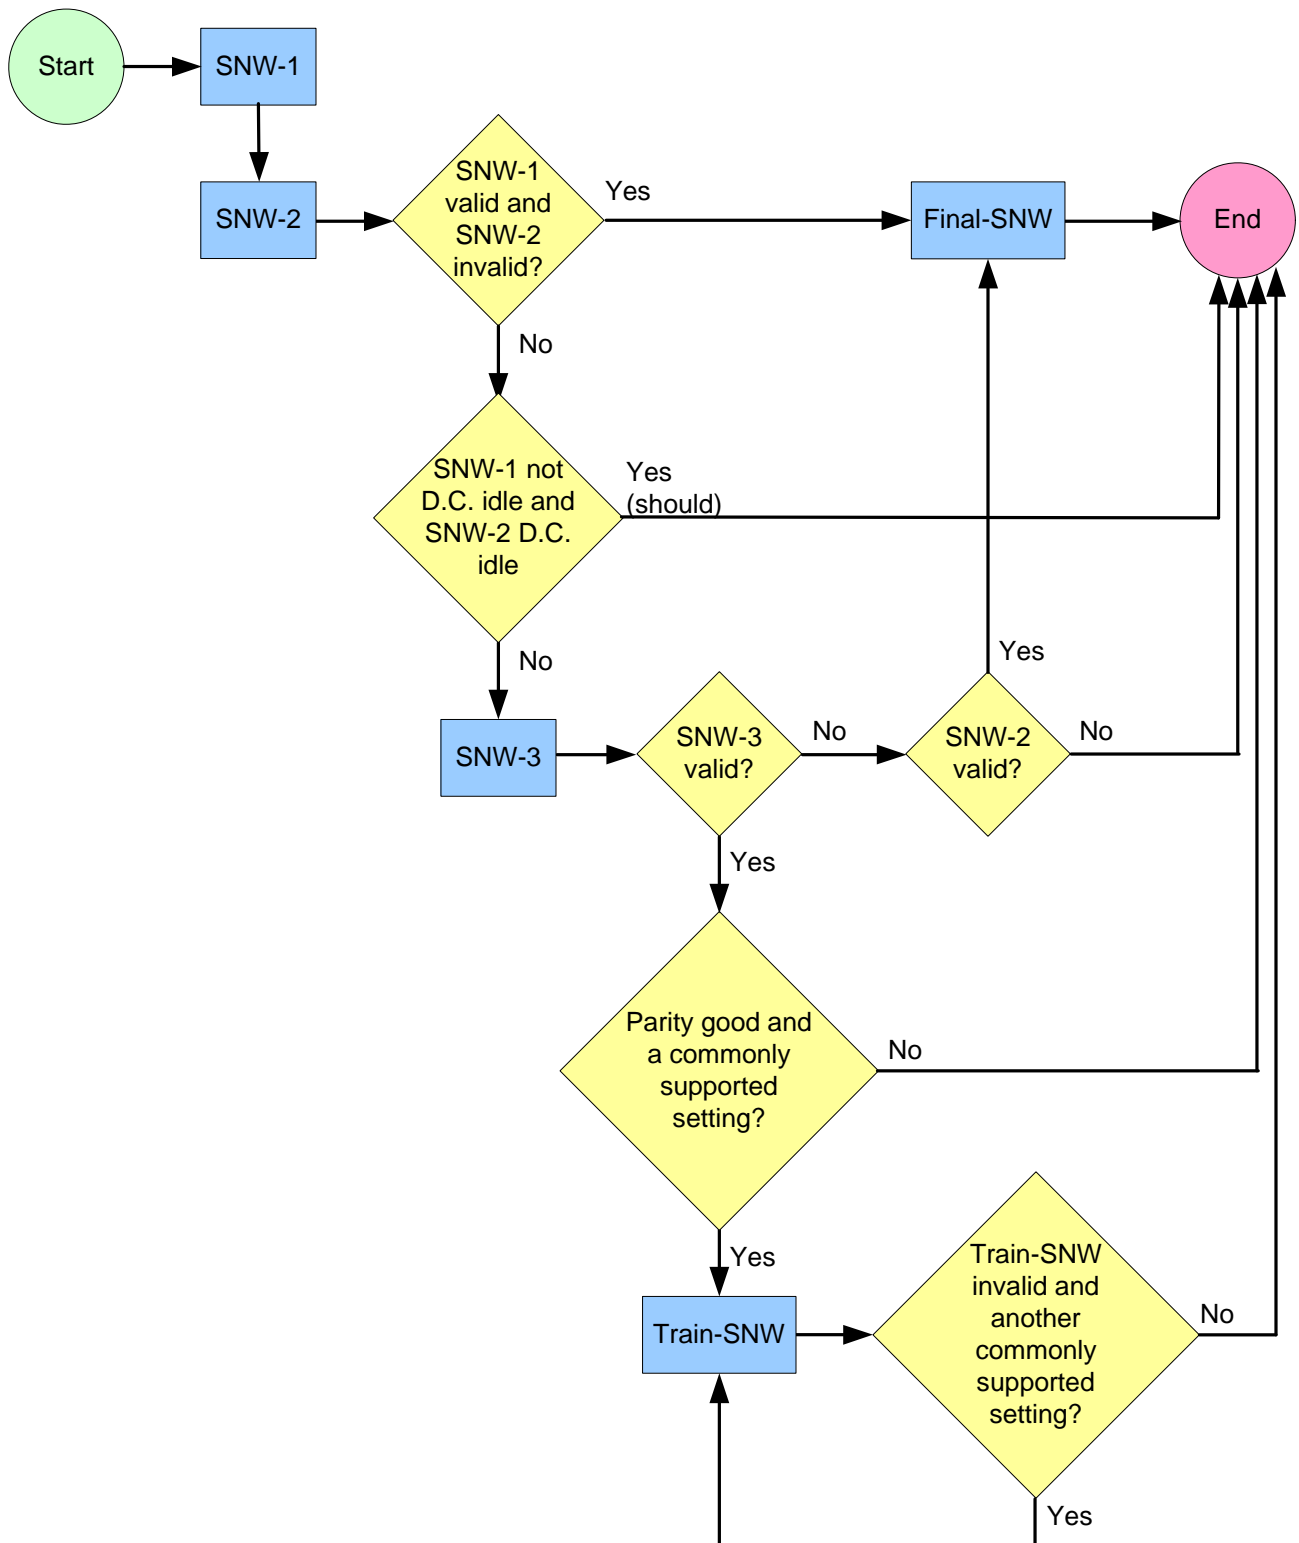 Start
SNW-1
SNW-2
SNW-1
valid and
SNW-2
invalid?
Yes
Final-SNW
End
No
SNW-1 not
D.C. idle and
SNW-2 D.C.
idle
Yes
(should)
No
SNW-3
SNW-3
valid?
No
SNW-2
valid?
Yes
No
Yes
Parity good and
a commonly
supported
setting?
No
Yes
Train-SNW
Train-SNW
invalid and
another
commonly
supported
setting?
No
Yes